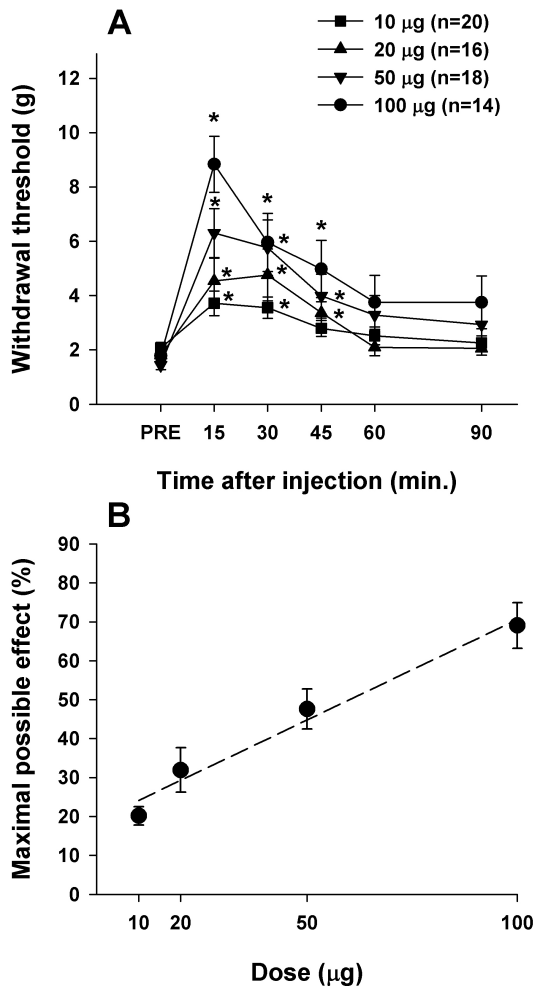 A
10 μg (n=20)
20 μg (n=16)
50 μg (n=18)
100 μg (n=14)
Withdrawal threshold (g)
12
10
8
6
4
2
0
* * * * * * * * * *
PRE 15 30 45 60 90
Time after injection (min.)
B
Maximal possible effect (%)
90
80
70
60
50
40
30
20
10
0
10 20 50 100
Dose (μg)